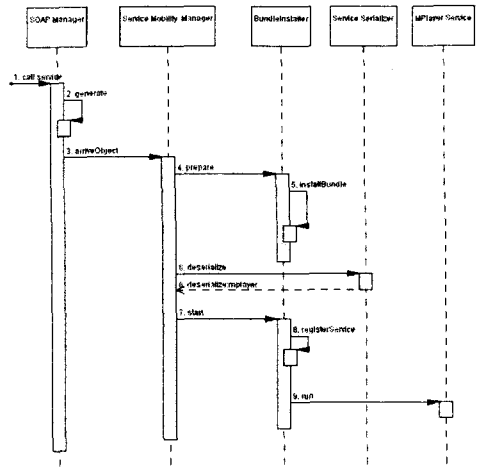 SOAP Manager
Service Mobility Manager
BundleInstaller
Service Serializer
MPlayer Service
1. call service
2. generate
3. arriveObject
4. prepare
5. installBundle
6. deserialize
6. deserialize:mplayer
7. start
8. registerService
9. run